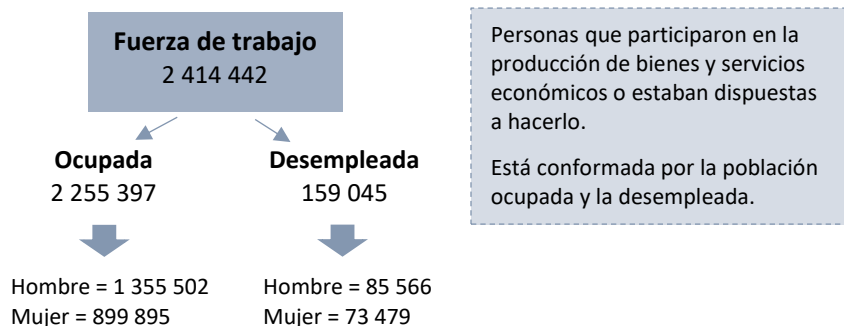 Fuerza de trabajo
2 414 442
Ocupada
2 255 397
Desempleada
159 045
Hombre = 1 355 502
Mujer = 899 895
Hombre = 85 566
Mujer = 73 479
Personas que participaron en la
producción de bienes y servicios
económicos o estaban dispuestas
a hacerlo.
Está conformada por la población
ocupada y la desempleada.